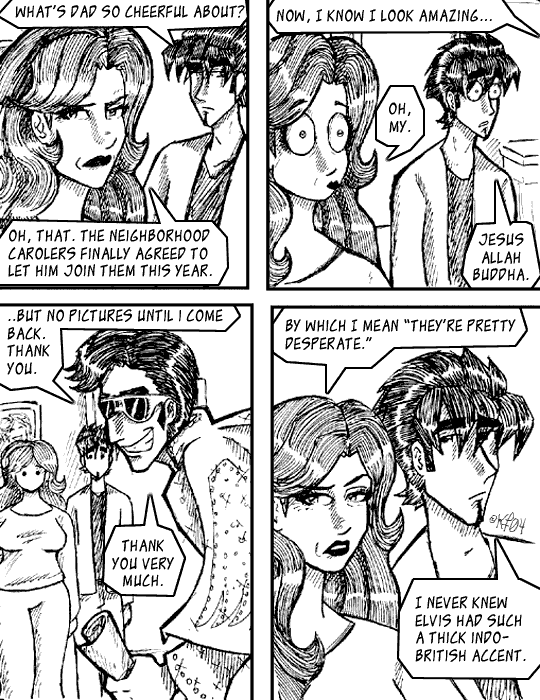 WHAT'S DAD SO CHEERFUL ABOUT?
OH, THAT. THE NEIGHBORHOOD
CAROLERS FINALLY AGREED TO
LET HIM JOIN THEM THIS YEAR.
NOW, I KNOW I LOOK AMAZING...
OH,
MY.
JESUS
ALLAH
BUDDHA.
..BUT NO PICTURES UNTIL I COME
BACK.
THANK
YOU.
THANK
YOU VERY
MUCH.
BY WHICH I MEAN "THEY'RE PRETTY
DESPERATE."
I NEVER KNEW
ELVIS HAD SUCH
A THICK INDO-
BRITISH ACCENT.